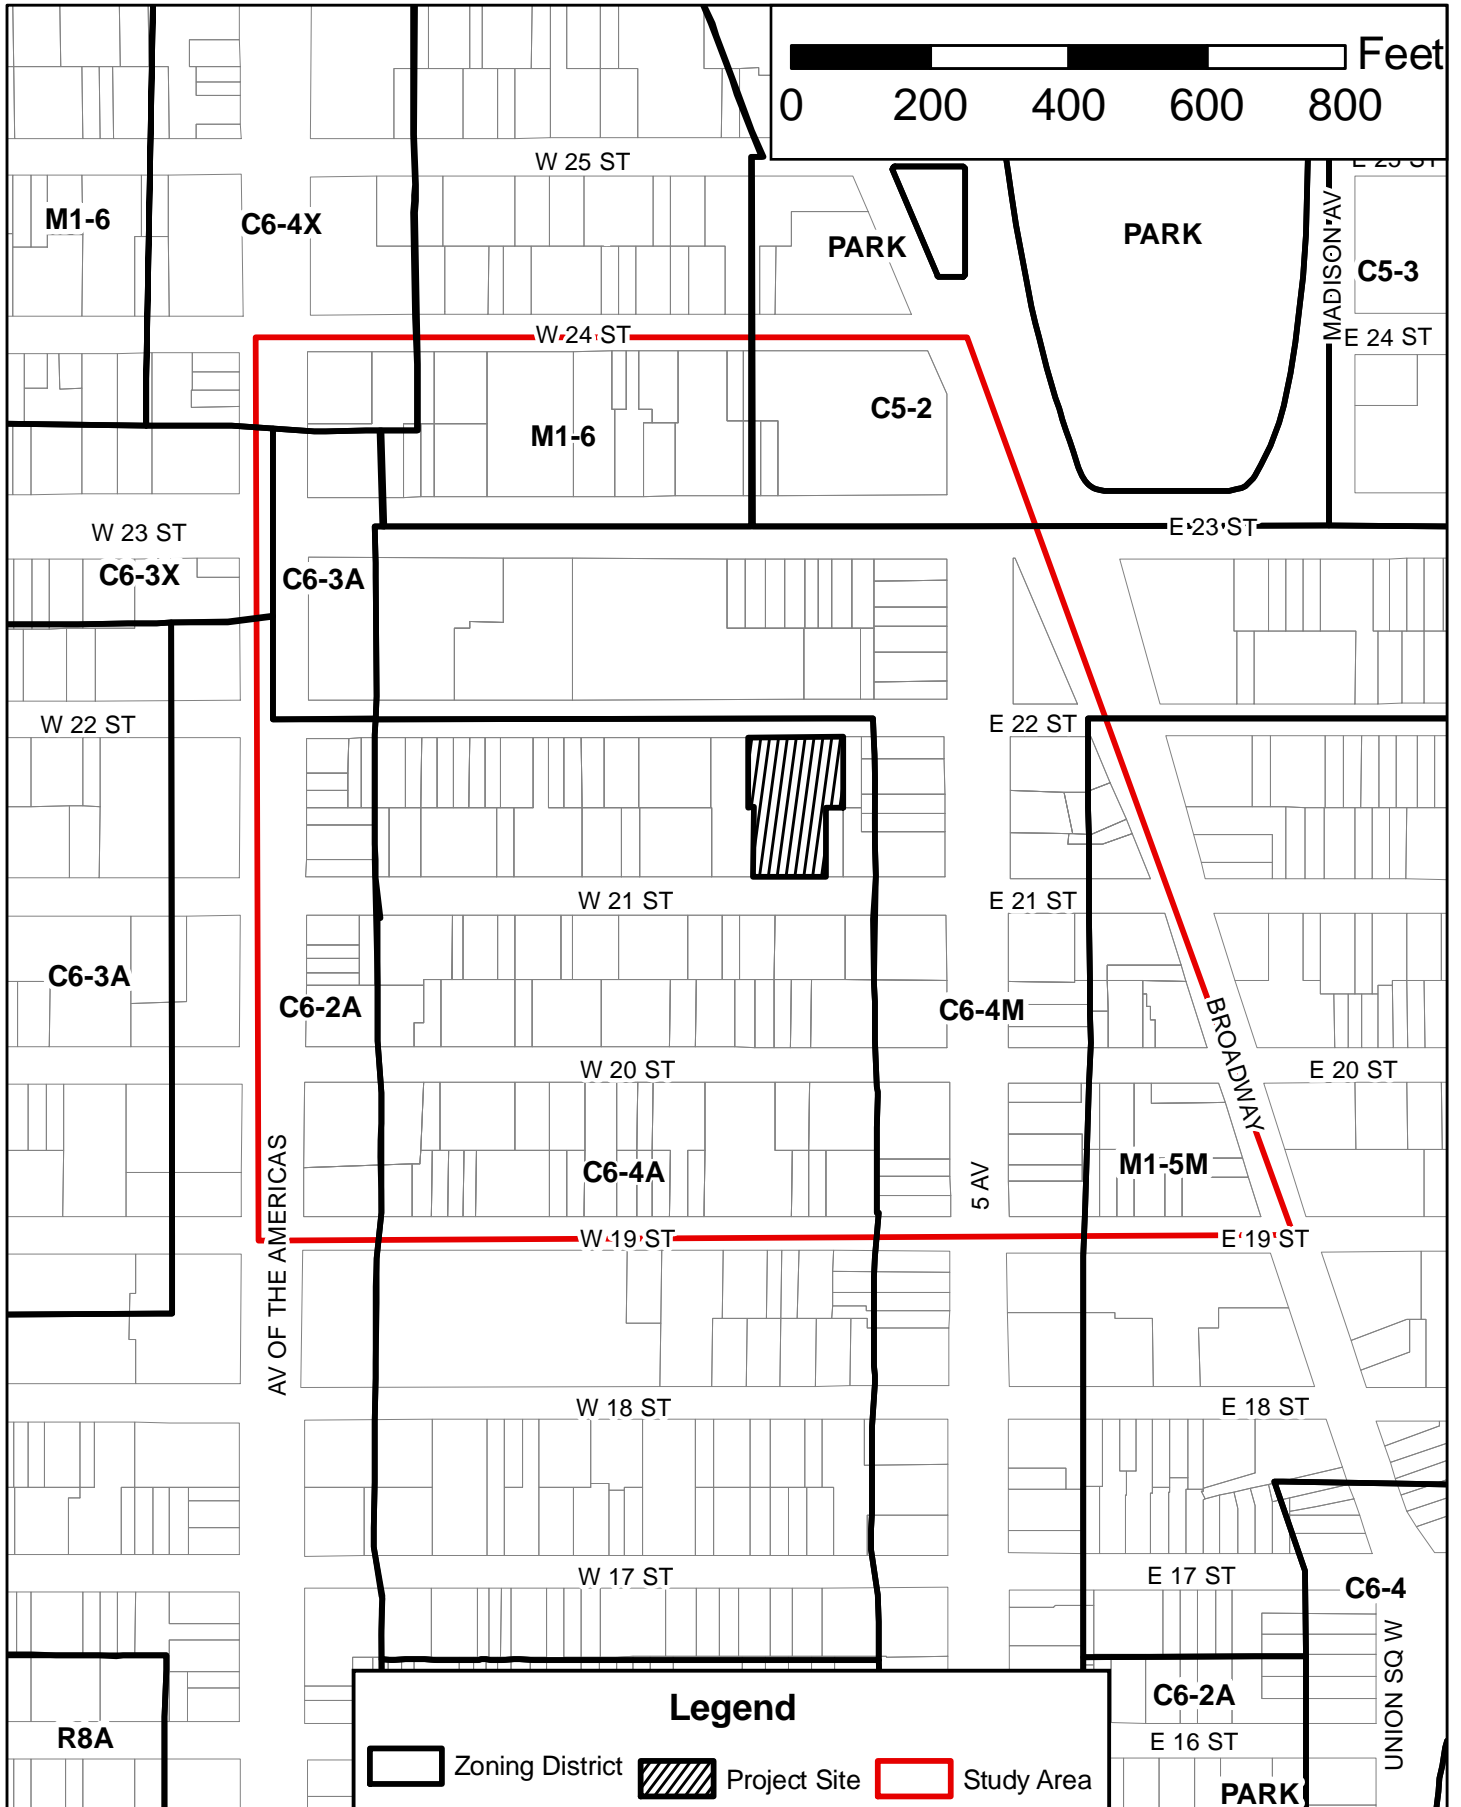 Feet
0 200 400 600 800
W 25 ST
E 25 ST
M1-6
C6-4X
PARK
PARK
MADISON AV
C5-3
W 24 ST
E 24 ST
C5-2
M1-6
W 23 ST
E 23 ST
C6-3X
C6-3A
W 22 ST
E 22 ST
W 21 ST
E 21 ST
C6-3A
C6-2A
C6-4M
BROADWAY
W 20 ST
E 20 ST
AV OF THE AMERICAS
C6-4A
5 AV
M1-5M
W 19 ST
E 19 ST
W 18 ST
E 18 ST
W 17 ST
E 17 ST
C6-4
UNION SQ W
C6-2A
R8A
E 16 ST
PARK
Legend
Zoning District
Project Site
Study Area